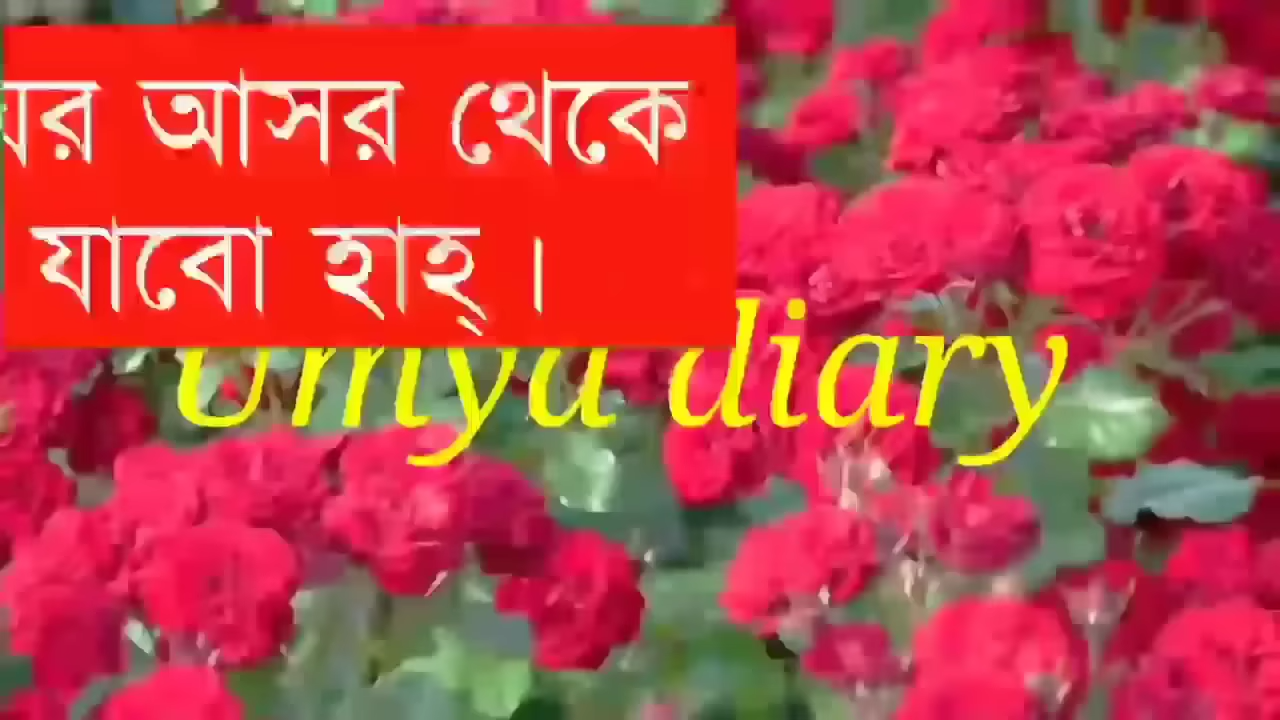 আসর থেকে
যাবো হাহ্।
diary